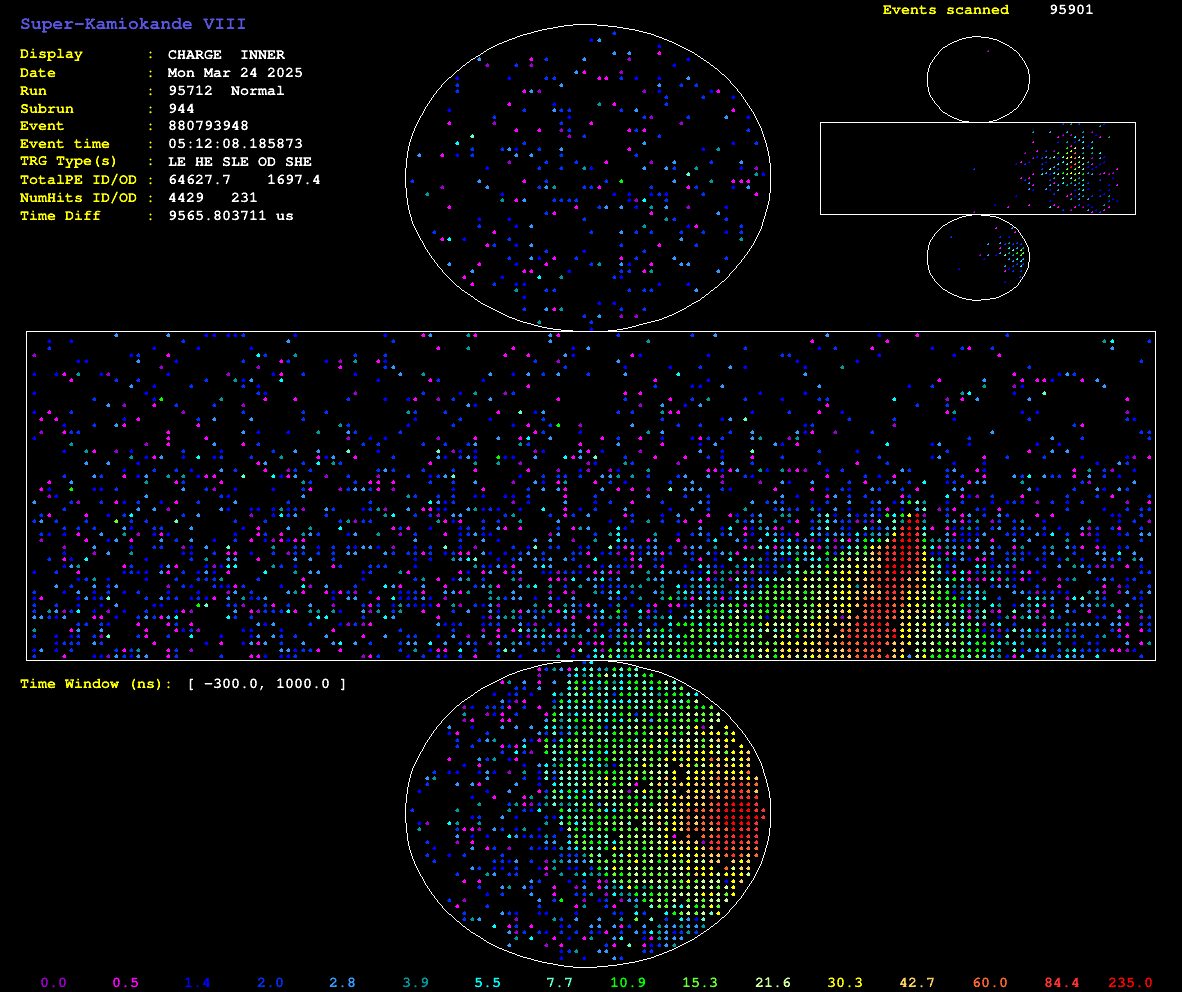 Super-Kamiokande VIII
Events scanned 95901
Display : CHARGE INNER
Date : Mon Mar 24 2025
Run : 95712 Normal
Subrun : 944
Event : 880793948
Event time : 05:12:08.185873
TRG Type(s) : LE HE SLE OD SHE
TotalPE ID/OD : 64627.7 1697.4
NumHits ID/OD : 4429 231
Time Diff : 9565.803711 us
Time Window (ns): [ −300.0, 1000.0 ]
0.0 0.5 1.4 2.0 2.8 3.9 5.5 7.7 10.9 15.3 21.6 30.3 42.7 60.0 84.4 235.0